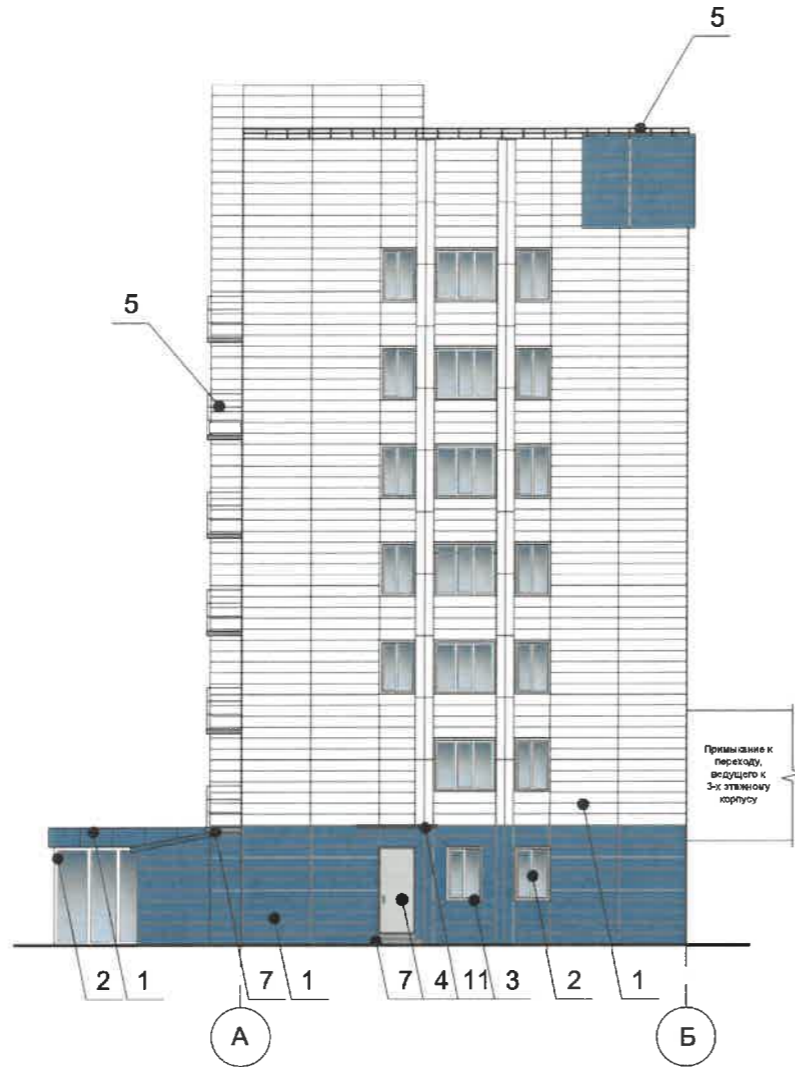 5
5
Примыкание к
переходу,
ведущего к
3-х этажному
корпусу
2 1 7 1 7 4 11 3 2 1
А Б